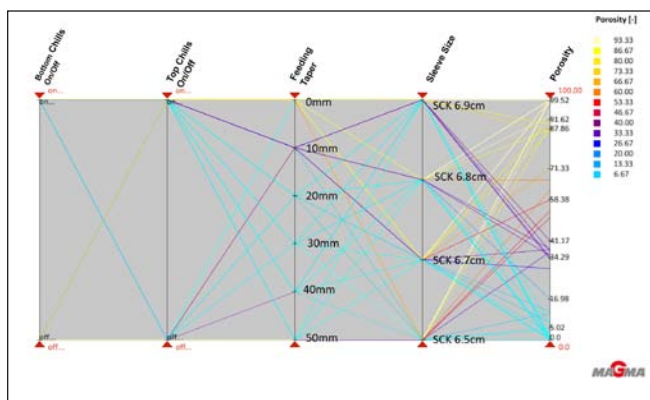 Bottom Chills
On/Off
Top Chills
On/Off
Feeding
Taper
Sleeve Size
Porosity
Porosity [-]
93.33
86.67
80.00
73.33
66.67
60.00
53.33
46.67
40.00
33.33
26.67
20.00
13.33
6.67
on...
on...
on...
on...
0mm
10mm
20mm
30mm
40mm
50mm
SCK 6.9cm
SCK 6.8cm
SCK 6.7cm
SCK 6.5cm
100.00
99.52
91.62
87.86
71.33
58.38
41.17
34.29
16.98
5.02
0.0
0.0
off...
off...
off...
off...
MAGMA